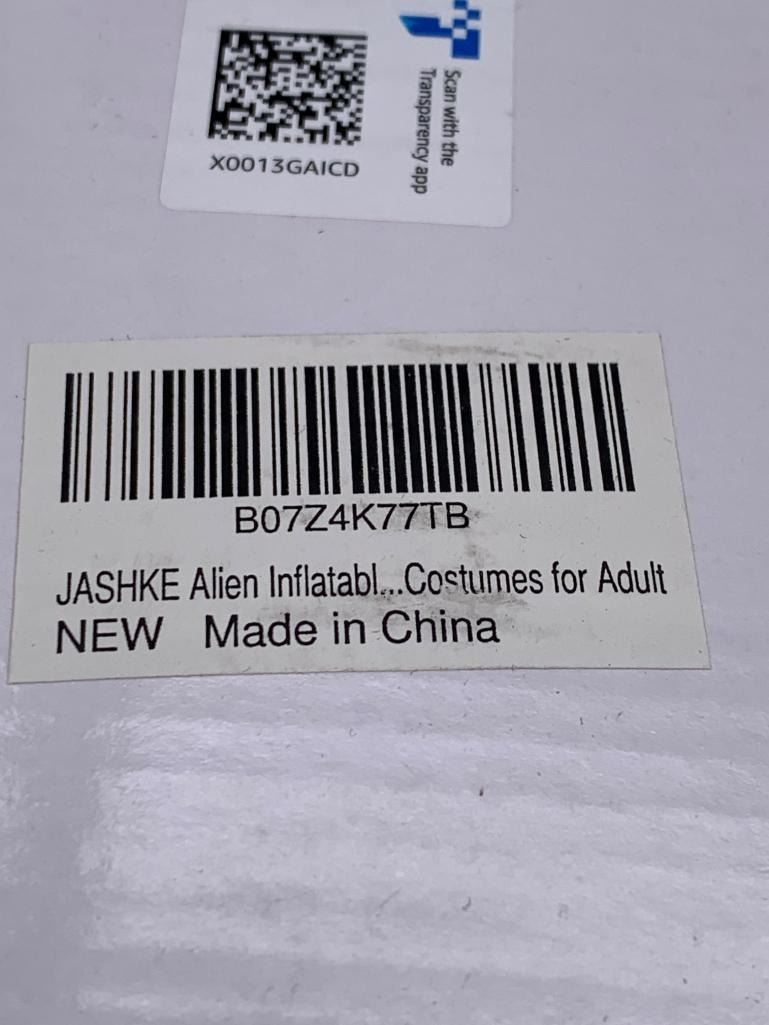 X0013GAICD
Scan with the
Transparency app
B07Z4K77TB
JASHKE Alien Inflatabl...Costumes for Adult
NEW Made in China